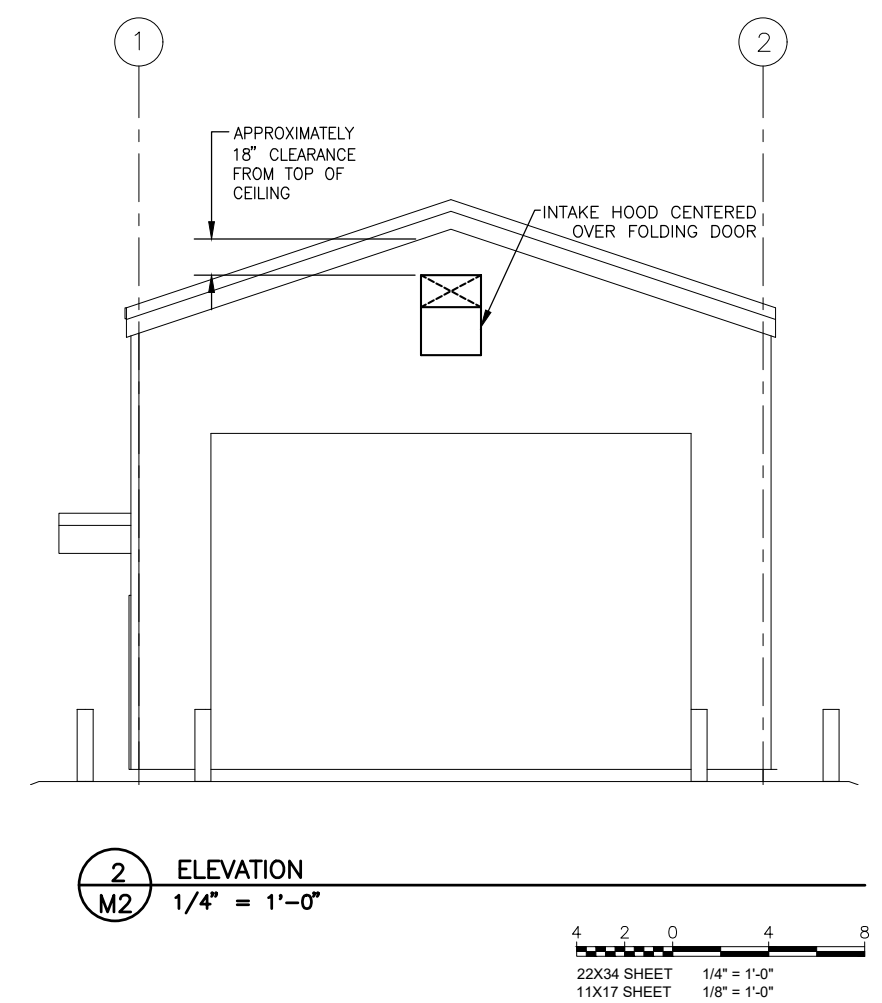 1
2
APPROXIMATELY
18" CLEARANCE
FROM TOP OF
CEILING
INTAKE HOOD CENTERED
OVER FOLDING DOOR
2
M2
ELEVATION
1/4" = 1'-0"
4 2 0 4 8
22X34 SHEET 1/4" = 1'-0"
11X17 SHEET 1/8" = 1'-0"